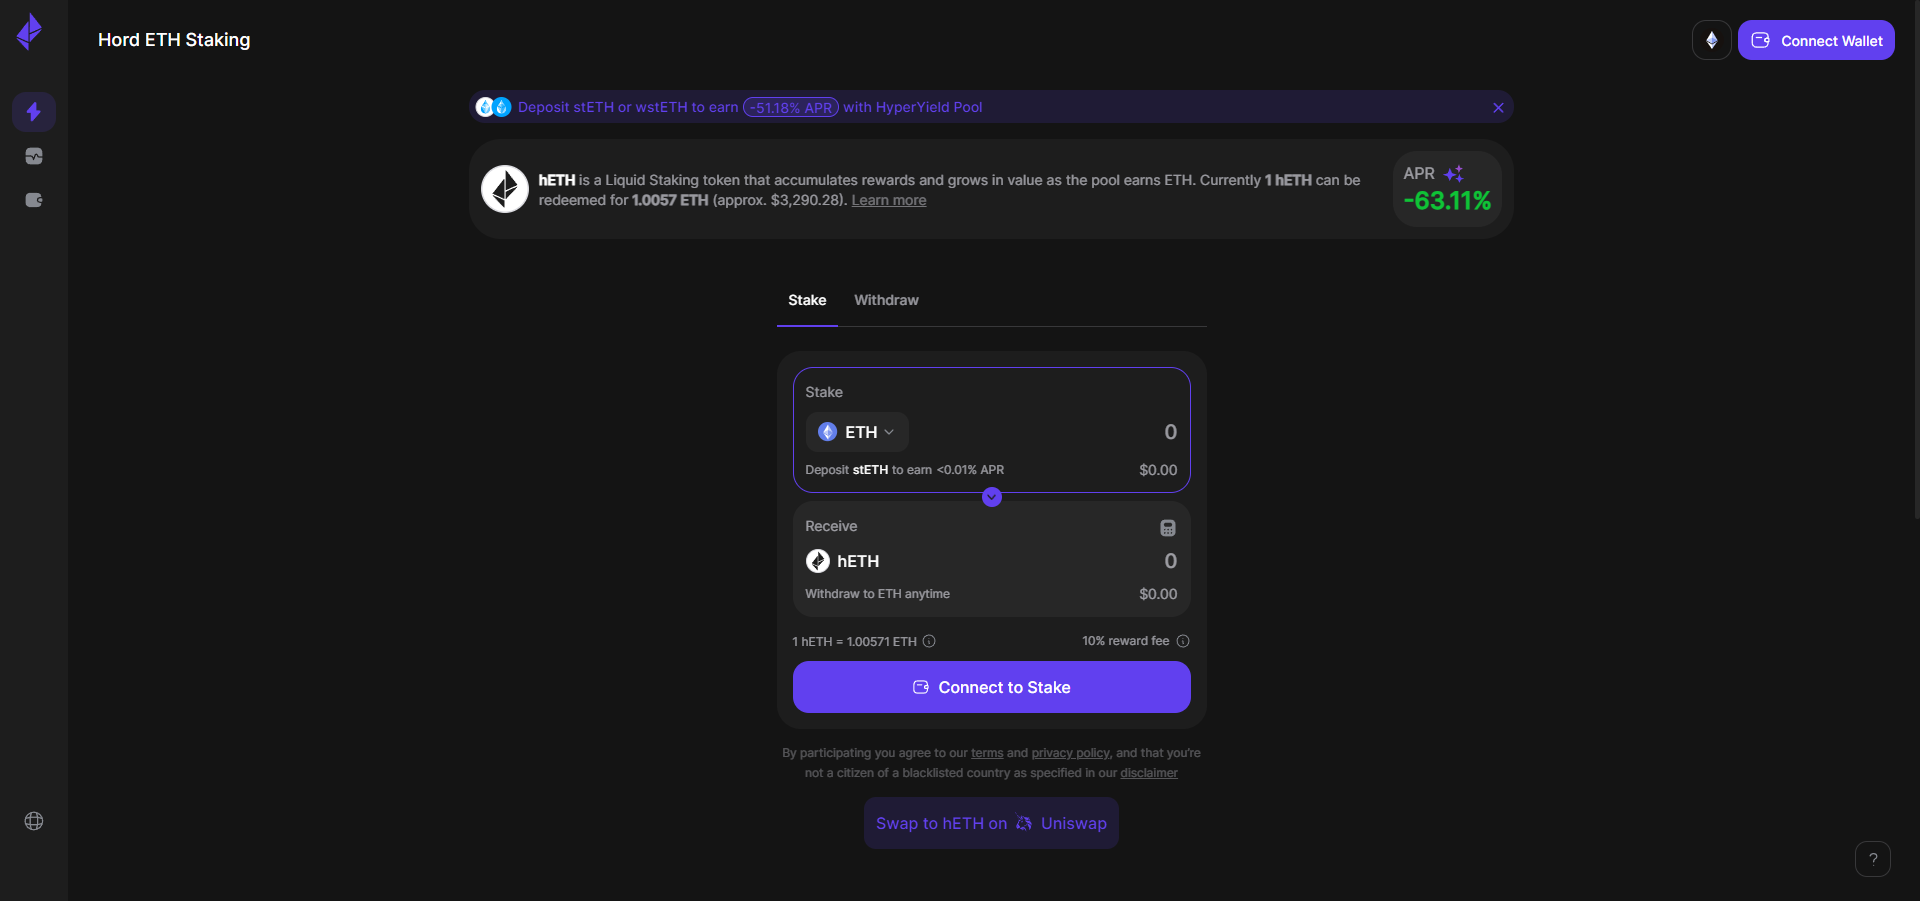 Hord ETH Staking
Connect Wallet
Deposit stETH or wstETH to earn -51.18% APR with HyperYield Pool
hETH is a Liquid Staking token that accumulates rewards and grows in value as the pool earns ETH. Currently 1 hETH can be
redeemed for 1.0057 ETH (approx. $3,290.28). Learn more
APR
-63.11%
Stake
Withdraw
Stake
ETH
0
Deposit stETH to earn <0.01% APR
$0.00
Receive
hETH
0
Withdraw to ETH anytime
$0.00
1 hETH = 1.00571 ETH
10% reward fee
Connect to Stake
By participating you agree to our terms and privacy policy, and that you're
not a citizen of a blacklisted country as specified in our disclaimer
Swap to hETH on Uniswap
?